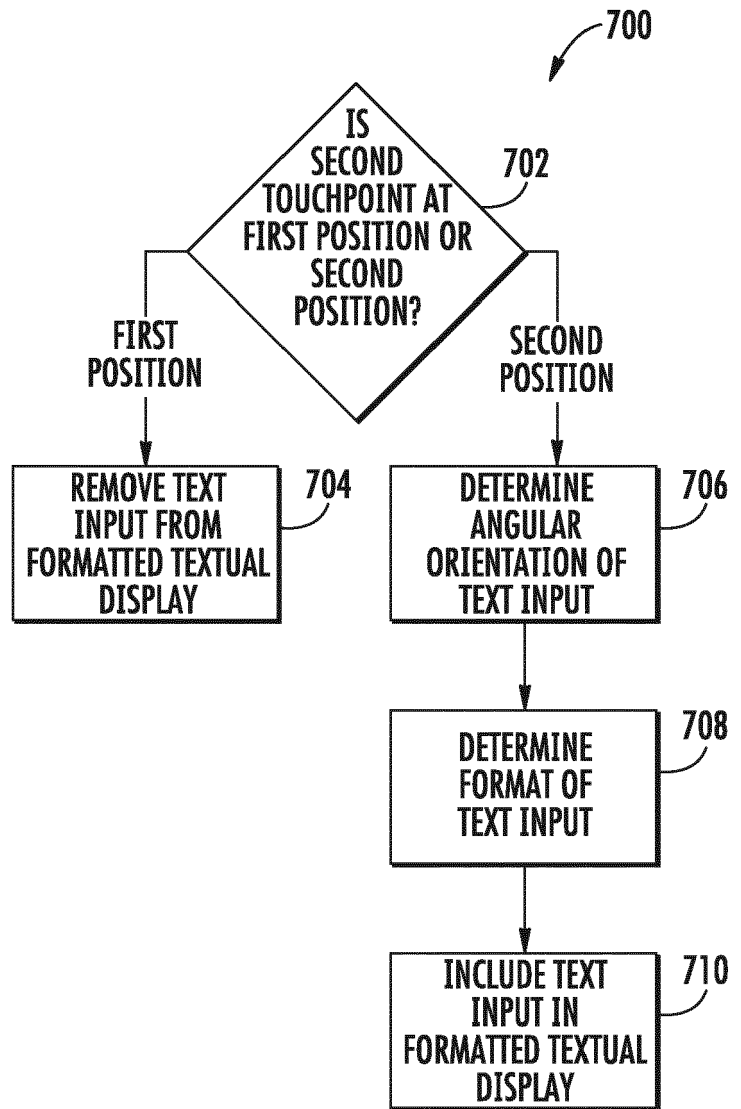 700
IS
SECOND
TOUCHPOINT AT
FIRST POSITION OR
SECOND
POSITION?
702
FIRST
POSITION
SECOND
POSITION
REMOVE TEXT
INPUT FROM
FORMATTED TEXTUAL
DISPLAY
704
DETERMINE
ANGULAR
ORIENTATION OF
TEXT INPUT
706
DETERMINE
FORMAT OF
TEXT INPUT
708
INCLUDE TEXT
INPUT IN
FORMATTED TEXTUAL
DISPLAY
710